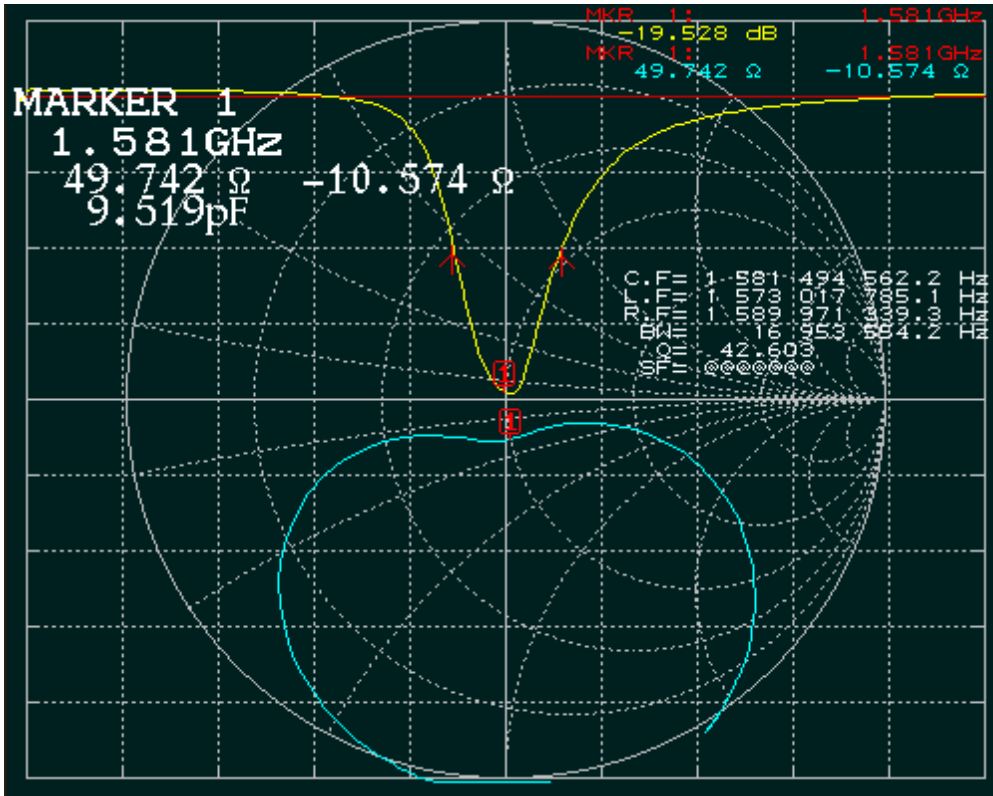 MKR 1: 1.581GHz
-19.528 dB
MKR 1: 1.581GHz
49.742 Ω -10.574 Ω
MARKER 1
1.581GHz
49.742 Ω -10.574 Ω
9.519pF
C.F= 1 581 494 562.2 Hz
L.F= 1 573 017 785.1 Hz
R.F= 1 589 971 339.3 Hz
BW= 16 953 554.2 Hz
Q= 42.603
SF= @@@@@@@
1
1